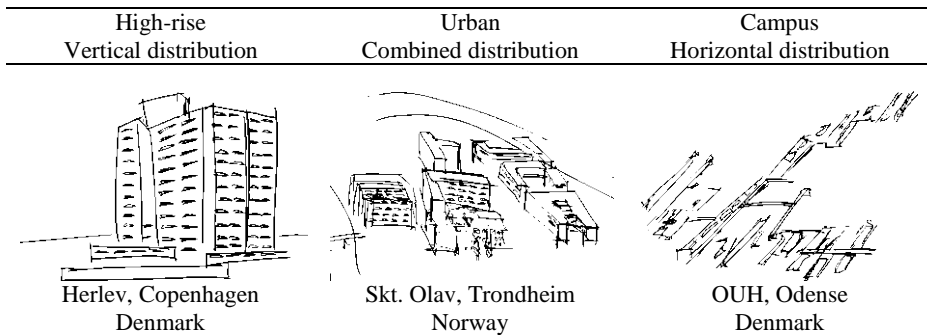 High-rise
Vertical distribution
Urban
Combined distribution
Campus
Horizontal distribution
Herlev, Copenhagen
Denmark
Skt. Olav, Trondheim
Norway
OUH, Odense
Denmark